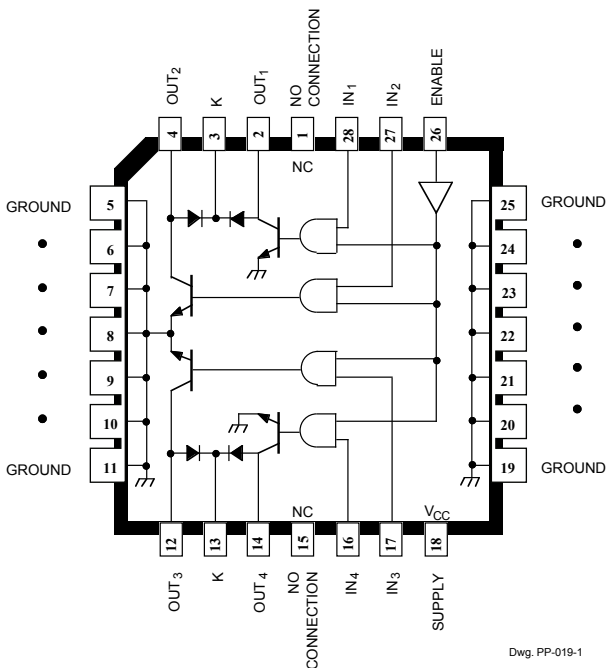 OUT2
K
OUT1
NO
CONNECTION
IN1
IN2
ENABLE
4
3
2
1
28
27
26
NC
GROUND
5
6
7
8
9
10
GROUND
11
25
GROUND
24
23
22
21
20
19
GROUND
NC
VCC
12
13
14
15
16
17
18
OUT3
K
OUT4
NO
CONNECTION
IN4
IN3
SUPPLY
Dwg. PP-019-1